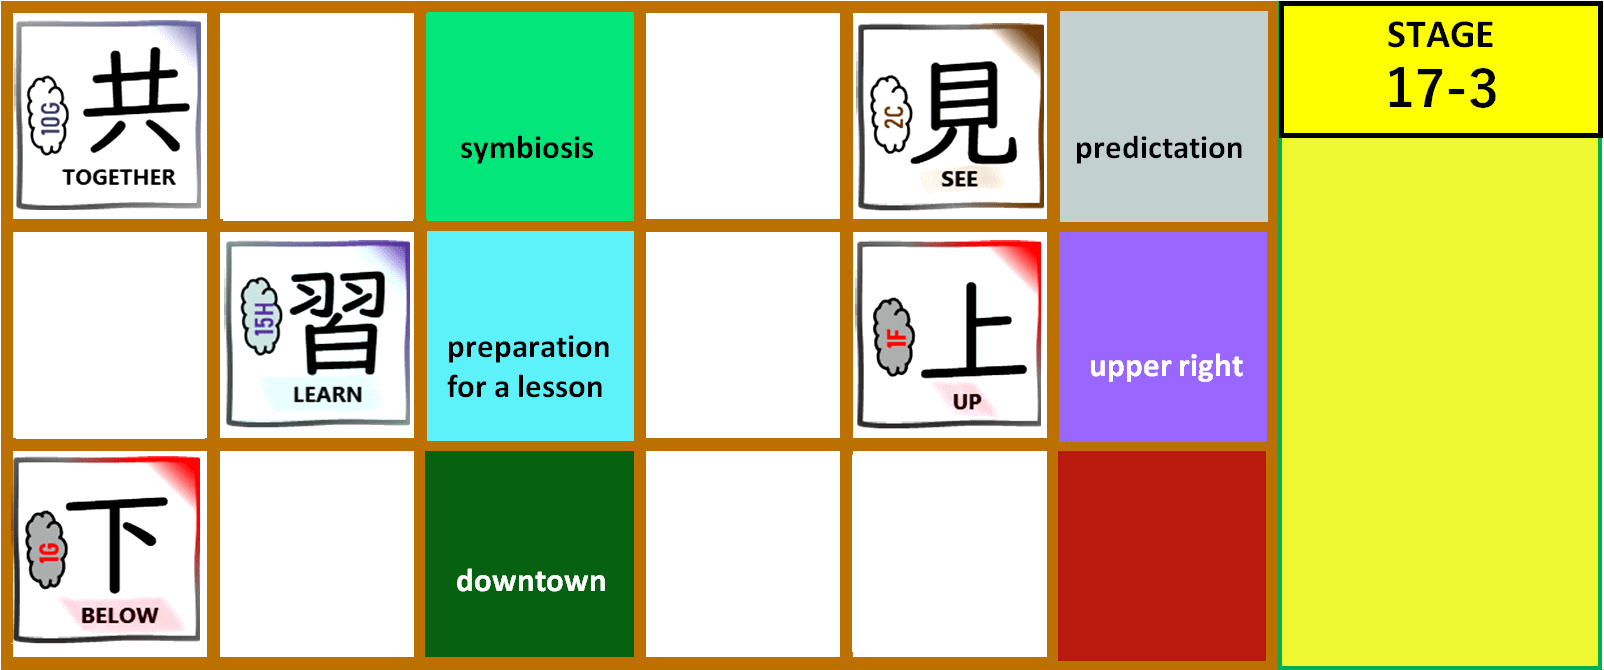 10G
共
TOGETHER
symbiosis
2C
見
SEE
predictation
STAGE
17-3
15H
習
LEARN
preparation
for a lesson
1F
上
UP
upper right
1G
下
BELOW
downtown